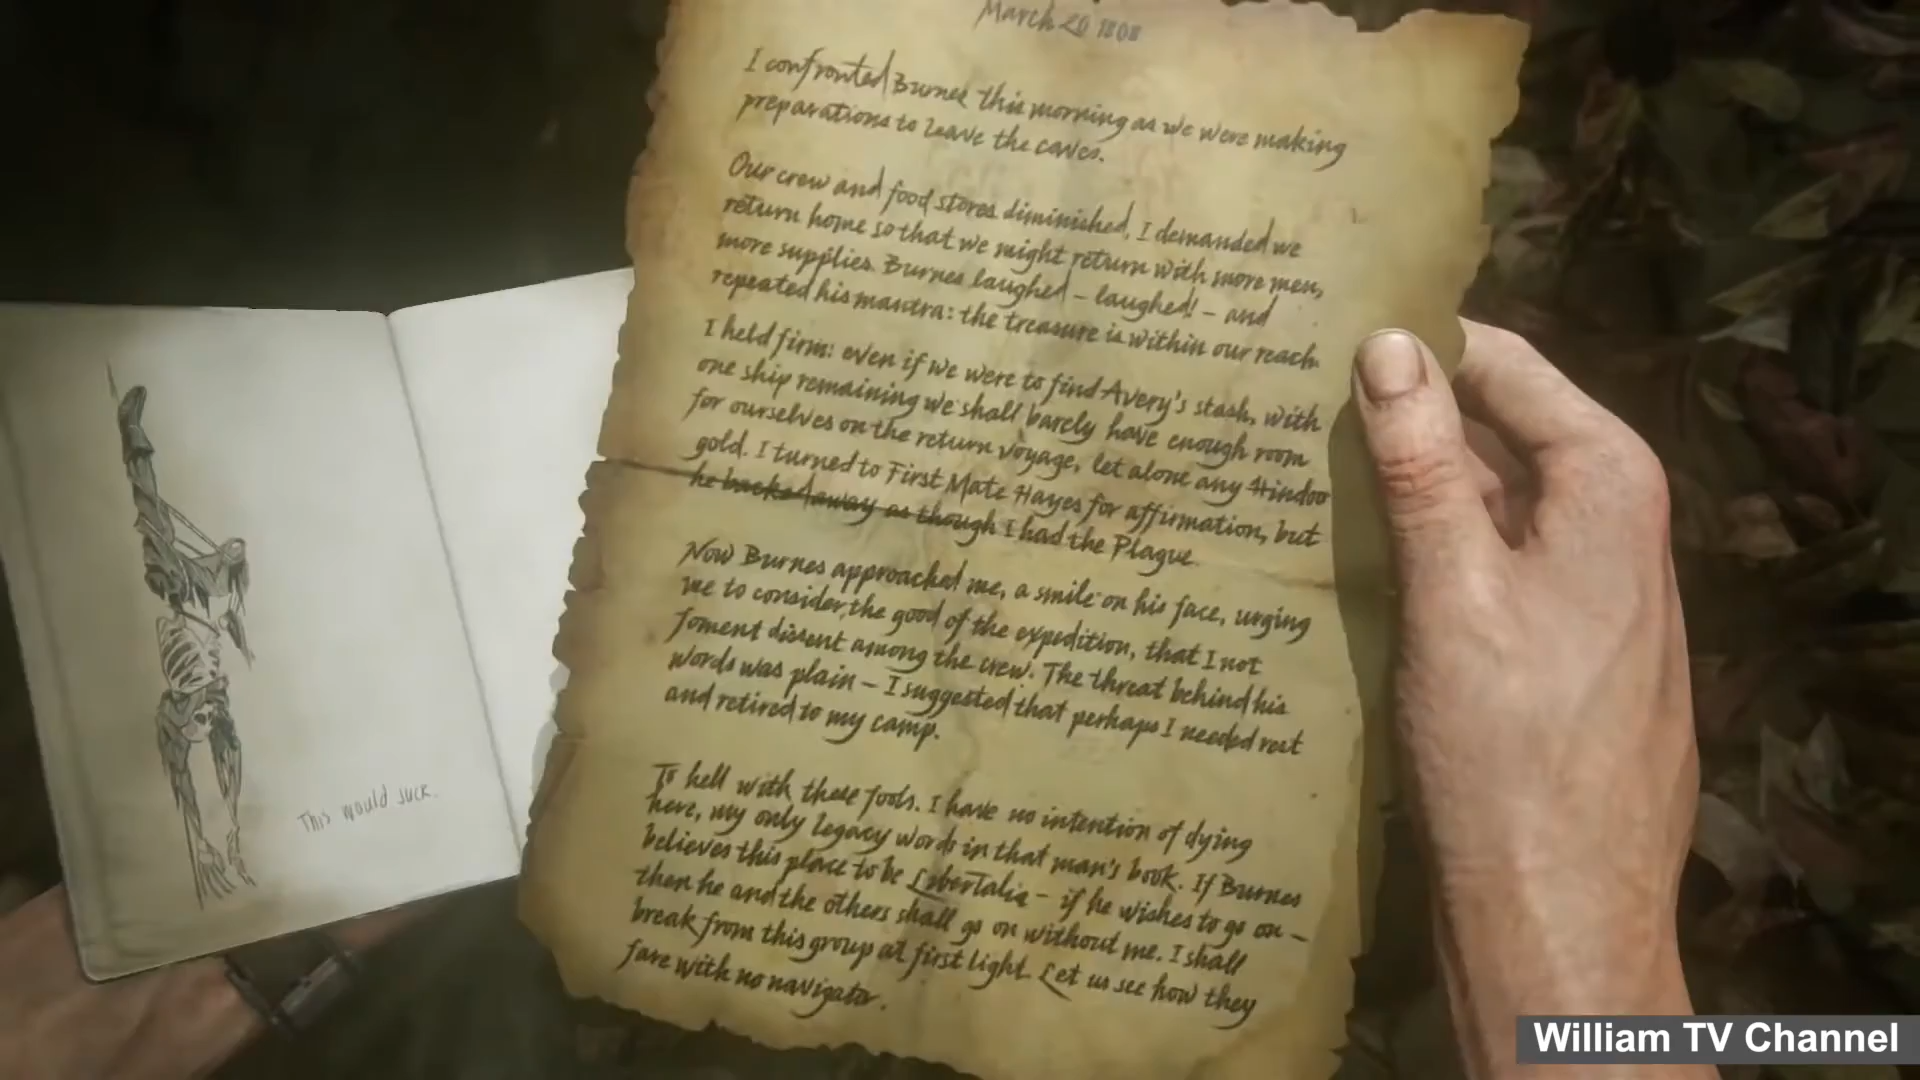 March 20 1808
I confronted Burnes this morning as we were making
preparations to leave the caves.
Our crew and food stores diminished, I demanded we
return home so that we might return with more men,
more supplies. Burnes laughed – laughed! – and
repeated his mantra: the treasure is within our reach.
I held firm: even if we were to find Avery's stash, with
one ship remaining we shall barely have enough room
for ourselves on the return voyage, let alone any Hindoo
gold. I turned to First Mate Hayes for affirmation, but
he backed away as though I had the Plague.
Now Burnes approached me, a smile on his face, urging
me to consider the good of the expedition, that I not
foment dissent among the crew. The threat behind his
words was plain – I suggested that perhaps I needed rest
and retired to my camp.
To hell with these fools. I have no intention of dying
here, my only legacy words in that man's book. If Burnes
believes this place to be Libertalia – if he wishes to go on –
then he and the others shall go on without me. I shall
break from this group at first light. Let us see how they
fare with no navigator.
This would suck.
William TV Channel